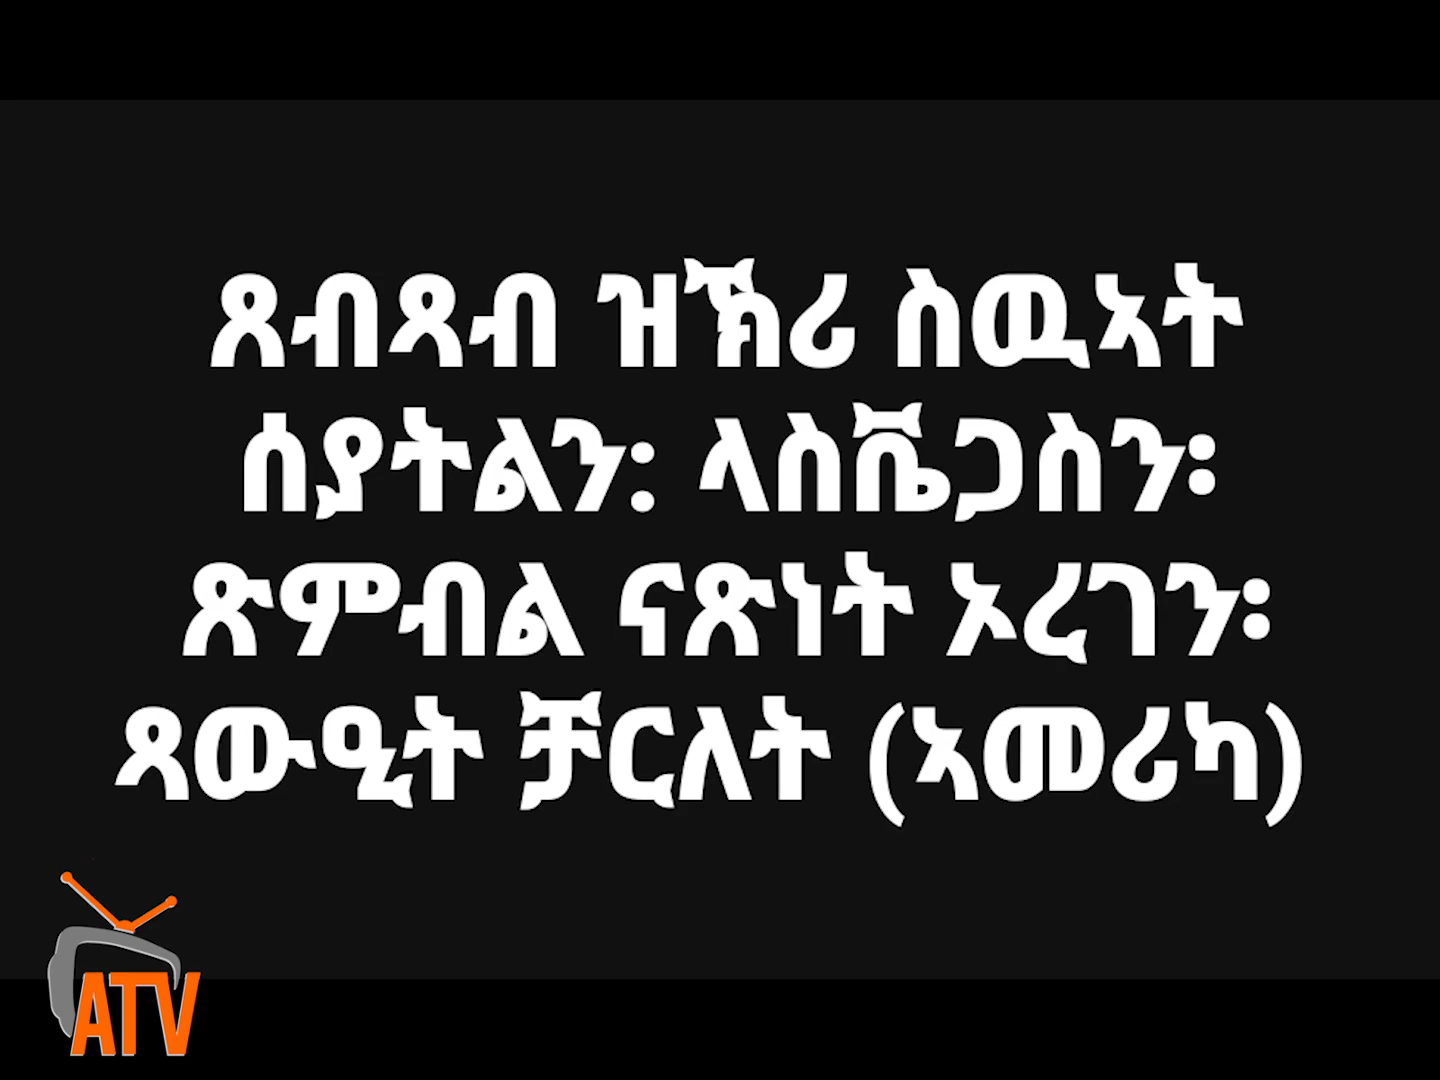 ጸብጻብ ዝኽሪ ስዉኣት
ሰያትልን: ላስቬጋስን፡
ጽምብል ናጽነት ኦረገን፡
ጻውዒት ቻርለት (ኣመሪካ)
ATV